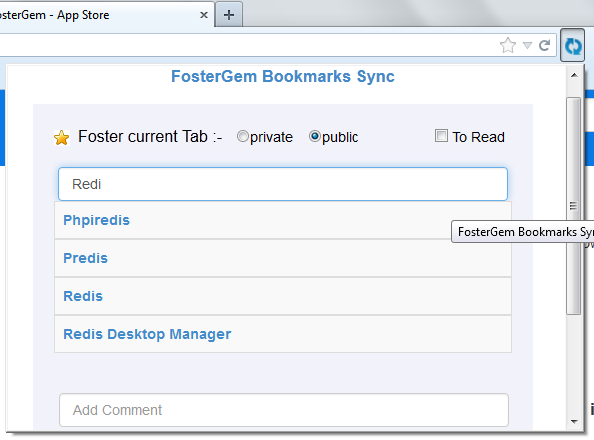 osterGem - App Store
FosterGem Bookmarks Sync
Foster current Tab :- private public To Read
Redi
Phpiredis
FosterGem Bookmarks Syn
Predis
Redis
Redis Desktop Manager
Add Comment